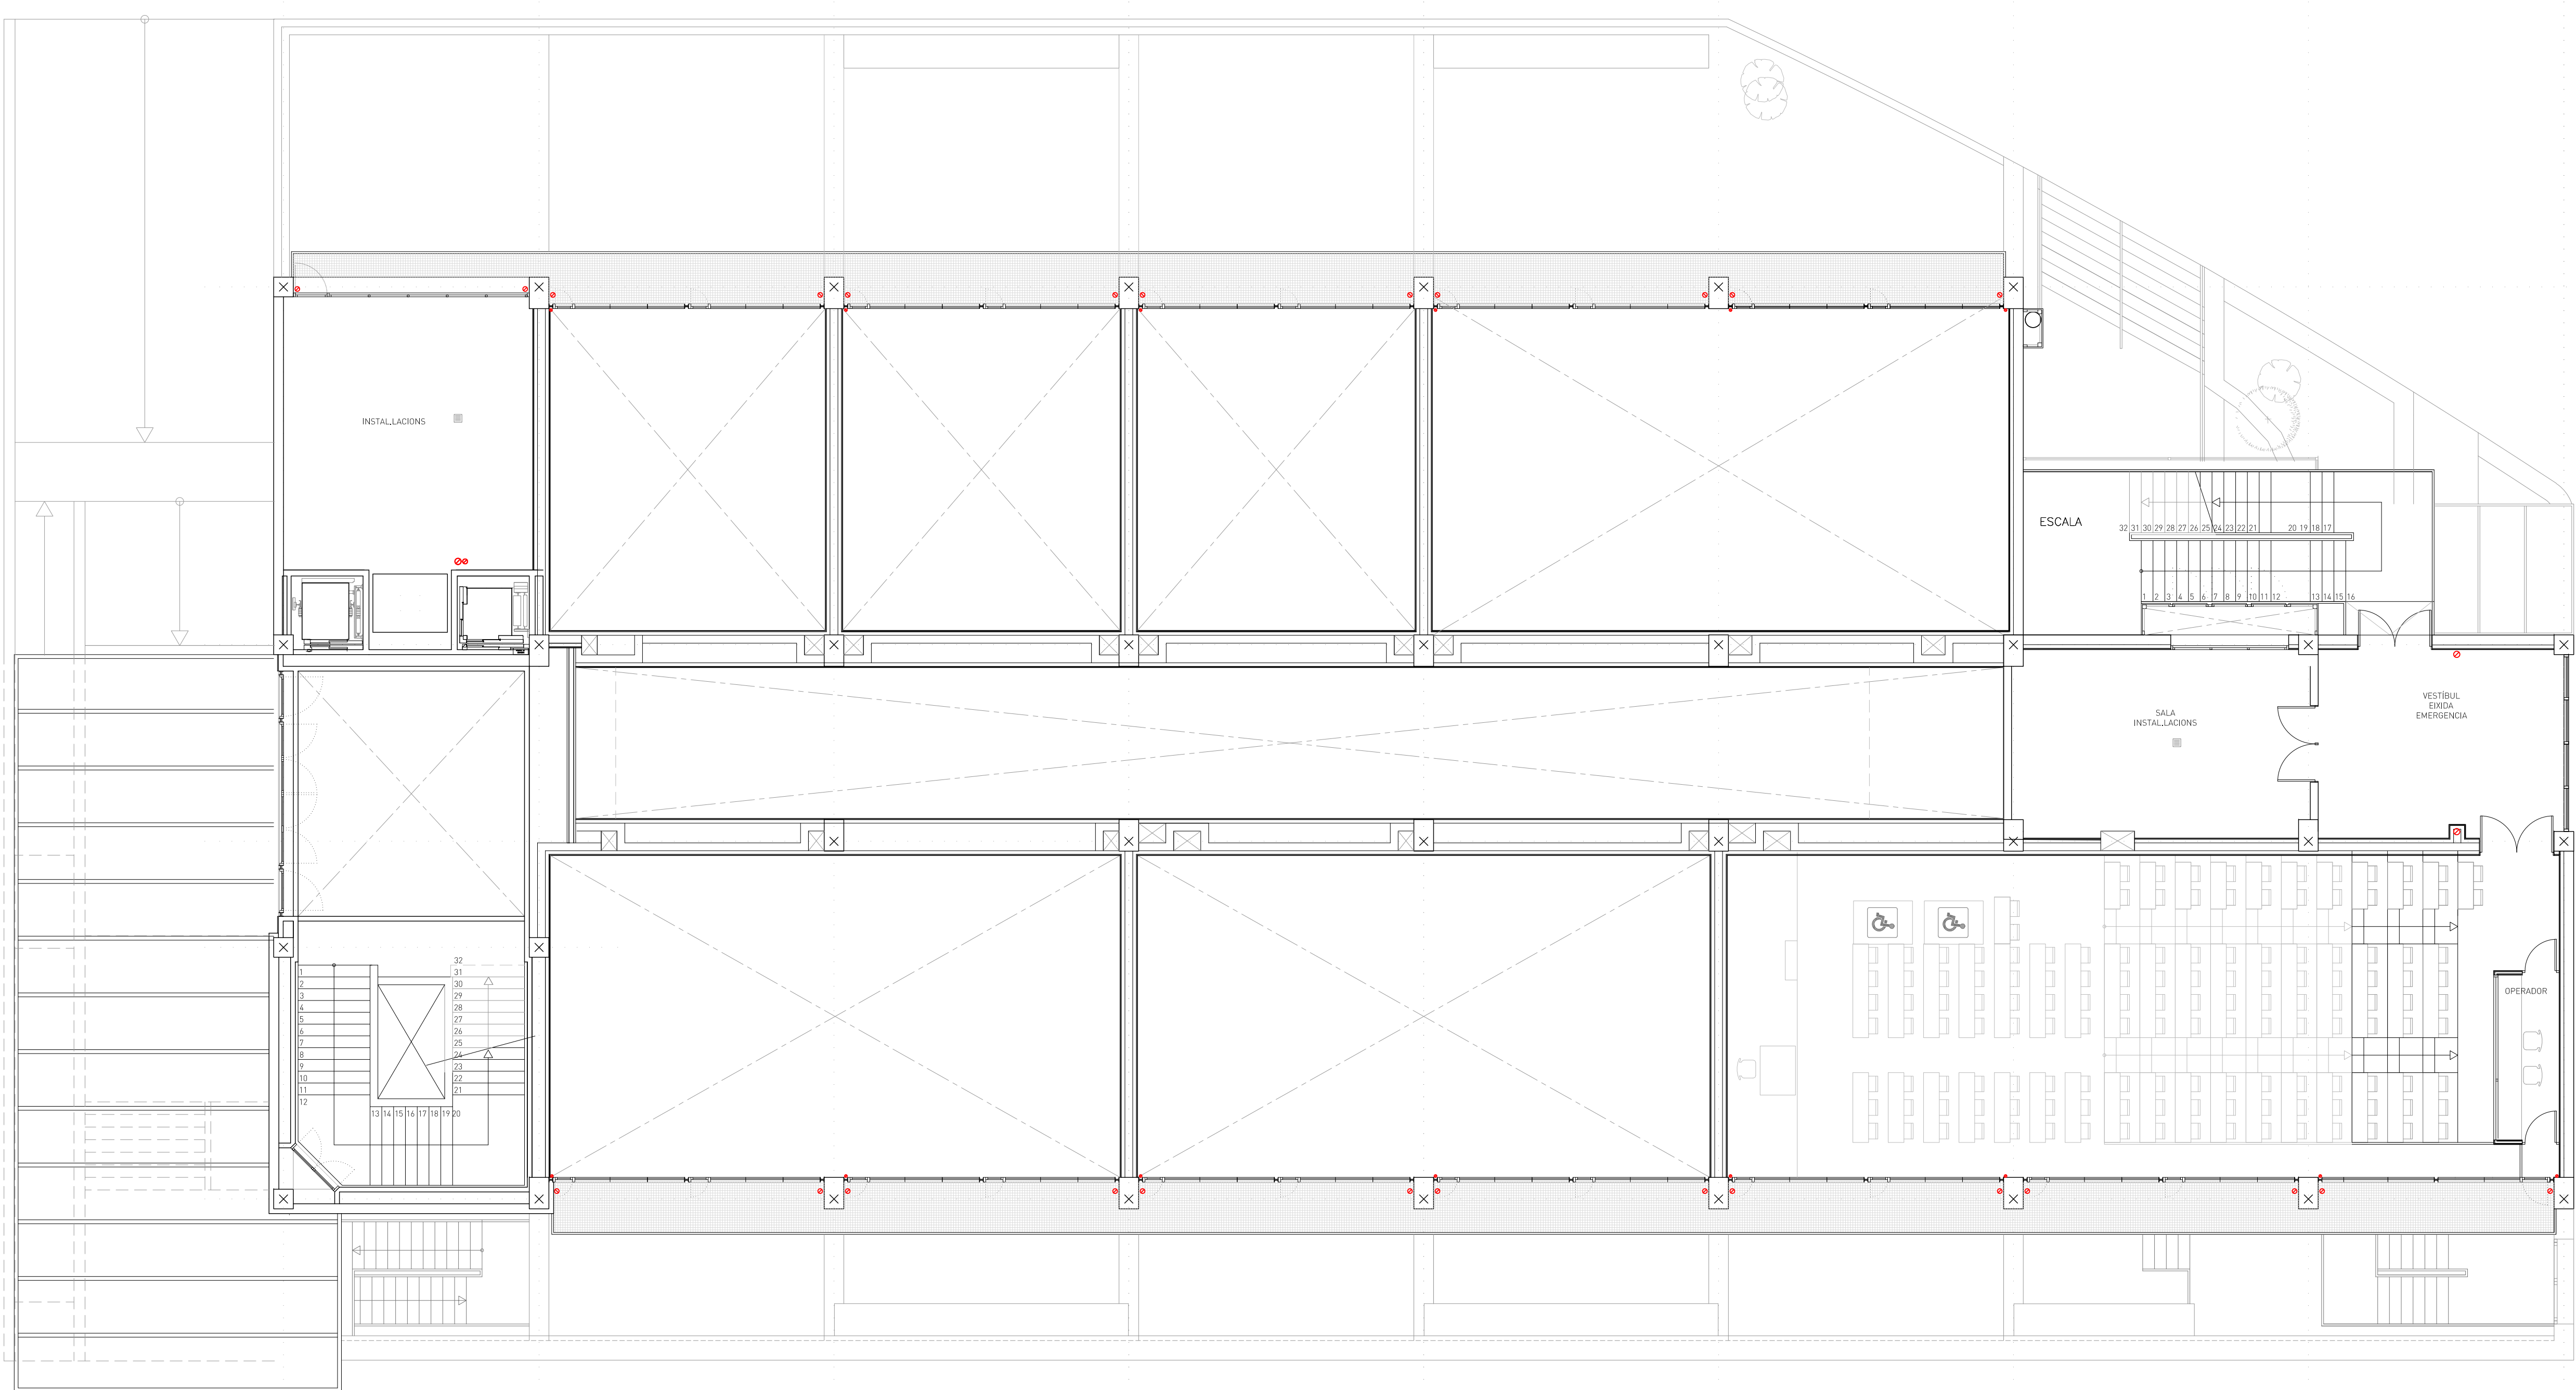 INSTAL.LACIONS
ESCALA
32 31 30 29 28 27 26 25 24 23 22 21 20 19 18 17
1 2 3 4 5 6 7 8 9 10 11 12 13 14 15 16
VESTÍBUL
EIXIDA
EMERGENCIA
SALA
INSTAL.LACIONS
OPERADOR
32
1 31
2 30
3 29
4 28
5 27
6 26
7 25
8 24
9 23
10 22
11 21
12
13 14 15 16 17 18 19 20